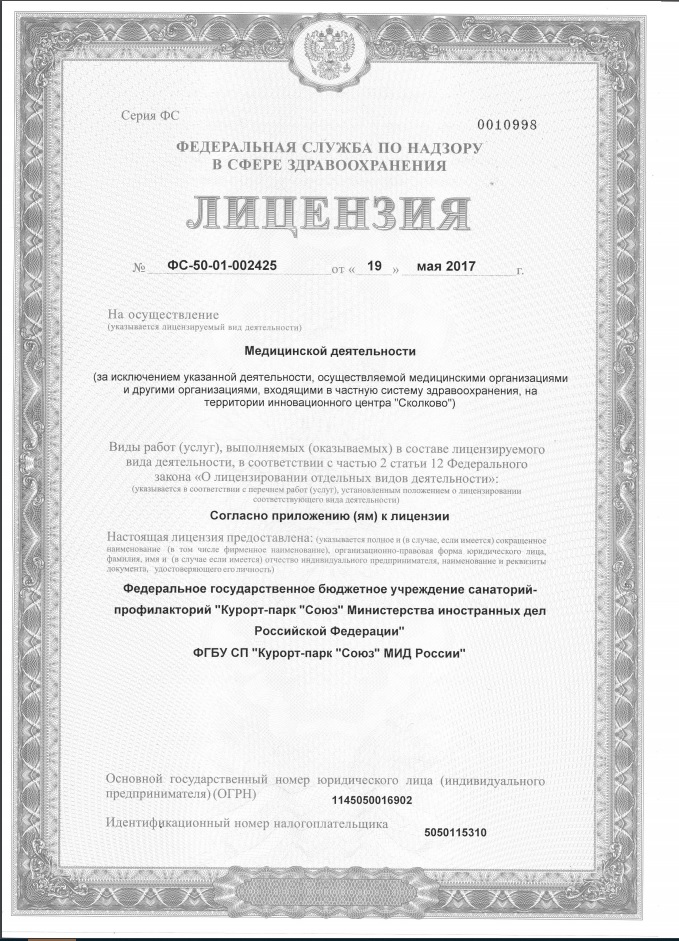 Серия ФС
0010998
ФЕДЕРАЛЬНАЯ СЛУЖБА ПО НАДЗОРУ
В СФЕРЕ ЗДРАВООХРАНЕНИЯ
ЛИЦЕНЗИЯ
№ ФС-50-01-002425 от « 19 » мая 2017 г.
На осуществление
(указывается лицензируемый вид деятельности)
Медицинской деятельности
(за исключением указанной деятельности, осуществляемой медицинскими организациями
и другими организациями, входящими в частную систему здравоохранения, на
территории инновационного центра "Сколково")
Виды работ (услуг), выполняемых (оказываемых) в составе лицензируемого
вида деятельности, в соответствии с частью 2 статьи 12 Федерального
закона «О лицензировании отдельных видов деятельности»:
(указывается в соответствии с перечнем работ (услуг), установленным положением о лицензировании
соответствующего вида деятельности)
Согласно приложению (ям) к лицензии
Настоящая лицензия предоставлена: (указывается полное и (в случае, если имеется) сокращенное
наименование (в том числе фирменное наименование), организационно-правовая форма юридического лица,
фамилия, имя и (в случае если имеется) отчество индивидуального предпринимателя, наименование и реквизиты
документа, удостоверяющего его личность)
Федеральное государственное бюджетное учреждение санаторий-
профилакторий "Курорт-парк "Союз" Министерства иностранных дел
Российской Федерации"
ФГБУ СП "Курорт-парк "Союз" МИД России"
Основной государственный номер юридического лица (индивидуального
предпринимателя) (ОГРН) 1145050016902
Идентификационный номер налогоплательщика 5050115310